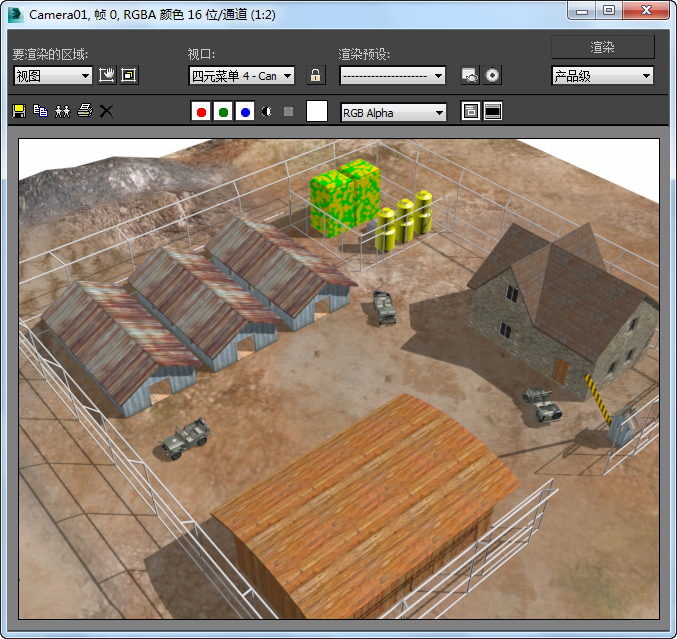 Camera01, 帧 0, RGBA 颜色 16 位/通道 (1:2)
要渲染的区域:
视口:
渲染预设:
渲染
视图
四元菜单 4 - Can
产品级
RGB Alpha